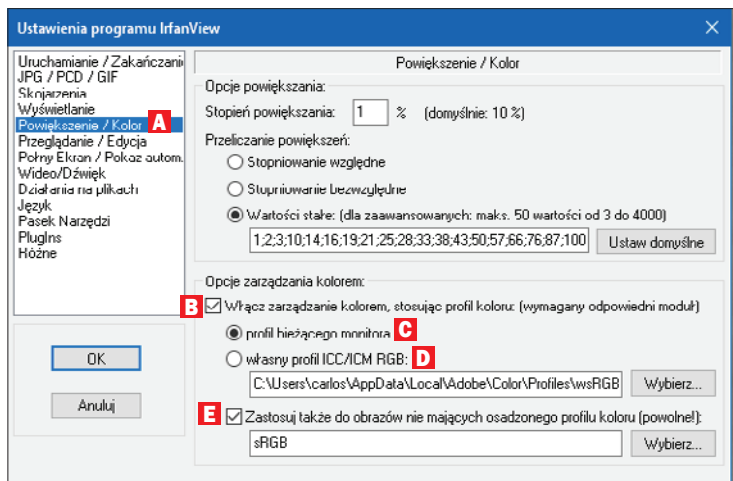 Ustawienia programu IrfanView
Uruchamianie / Zakańczani
JPG / PCD / GIF
Skojarzenia
Wyświetlanie
Powiększenie / Kolor A
Przeglądanie / Edycja
Pełny Ekran / Pokaz autom.
Wideo/Dźwięk
Działania na plikach
Język
Pasek Narzędzi
PlugIns
Różne
OK
Anuluj
Powiększenie / Kolor
Opcje powiększania:
Stopień powiększania: 1 % (domyślnie: 10 %)
Przeliczanie powiększeń:
Stopniowanie względne
Stopniowanie bezwzględne
Wartości stałe: (dla zaawansowanych: maks. 50 wartości od 3 do 4000)
1;2;3;10;14;16;19;21;25;28;33;38;43;50;57;66;76;87;100 Ustaw domyślne
Opcje zarządzania kolorem:
B Włącz zarządzanie kolorem, stosując profil koloru: (wymagany odpowiedni moduł)
profil bieżącego monitora C
własny profil ICC/ICM RGB: D
C:\Users\carlos\AppData\Local\Adobe\Color\Profiles\wsRGB Wybierz...
E Zastosuj także do obrazów nie mających osadzonego profilu koloru (powolne!):
sRGB Wybierz...